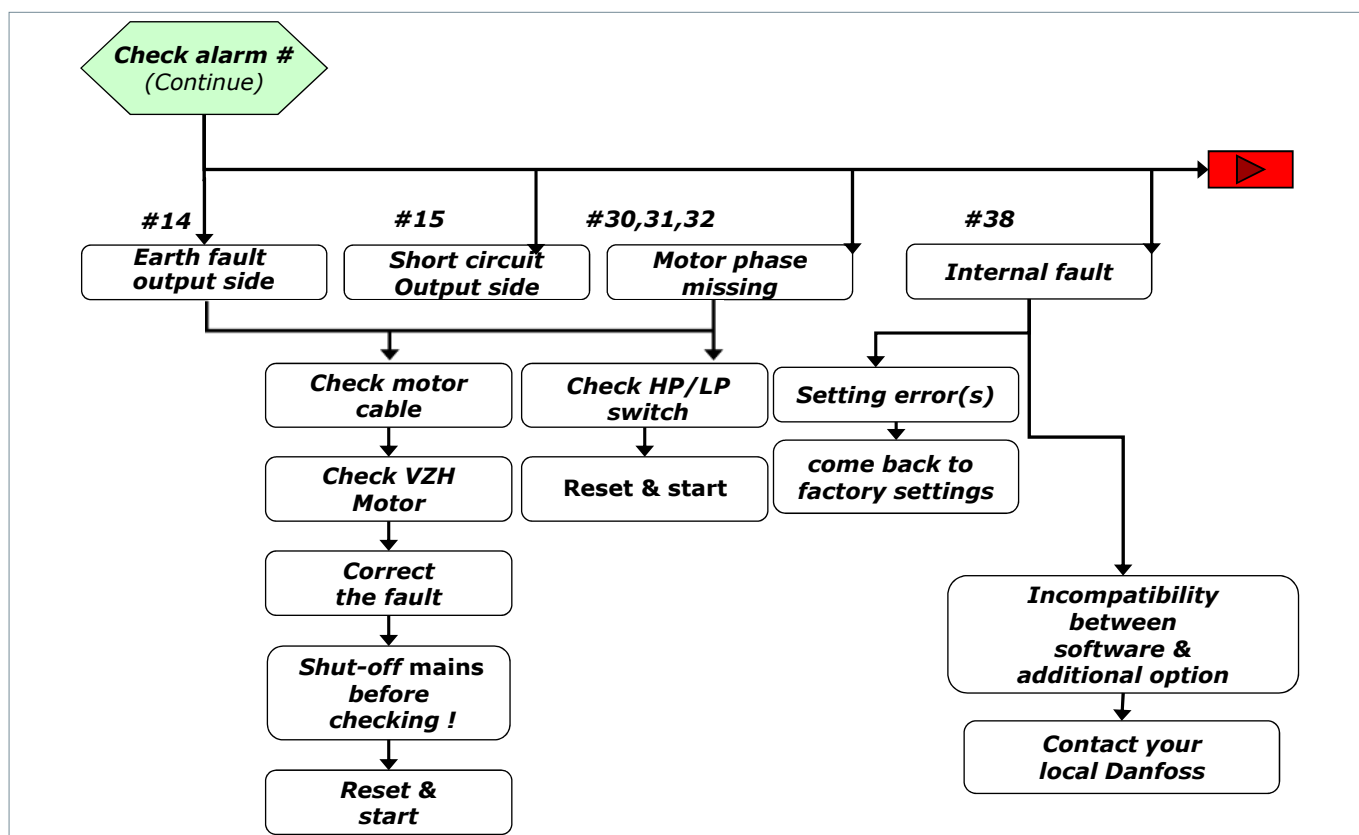 Check alarm #
(Continue)
#14
#15
#30,31,32
#38
Earth fault
output side
Short circuit
Output side
Motor phase
missing
Internal fault
Check motor
cable
Check HP/LP
switch
Setting error(s)
Check VZH
Motor
Reset & start
come back to
factory settings
Correct
the fault
Incompatibility
between
software &
additional option
Shut-off mains
before
checking !
Contact your
local Danfoss
Reset &
start